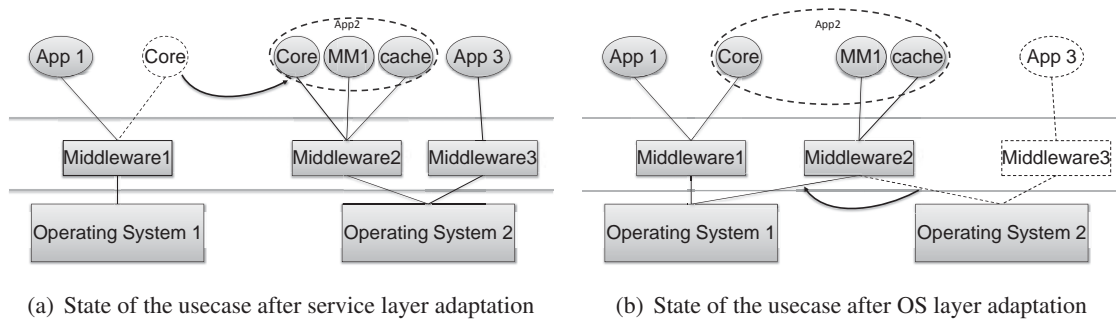 App2
App 1
Core
Core
MM1
cache
App 3
Middleware1
Middleware2
Middleware3
Operating System 1
Operating System 2
(a) State of the usecase after service layer adaptation
App2
App 1
Core
MM1
cache
App 3
Middleware1
Middleware2
Middleware3
Operating System 1
Operating System 2
(b) State of the usecase after OS layer adaptation